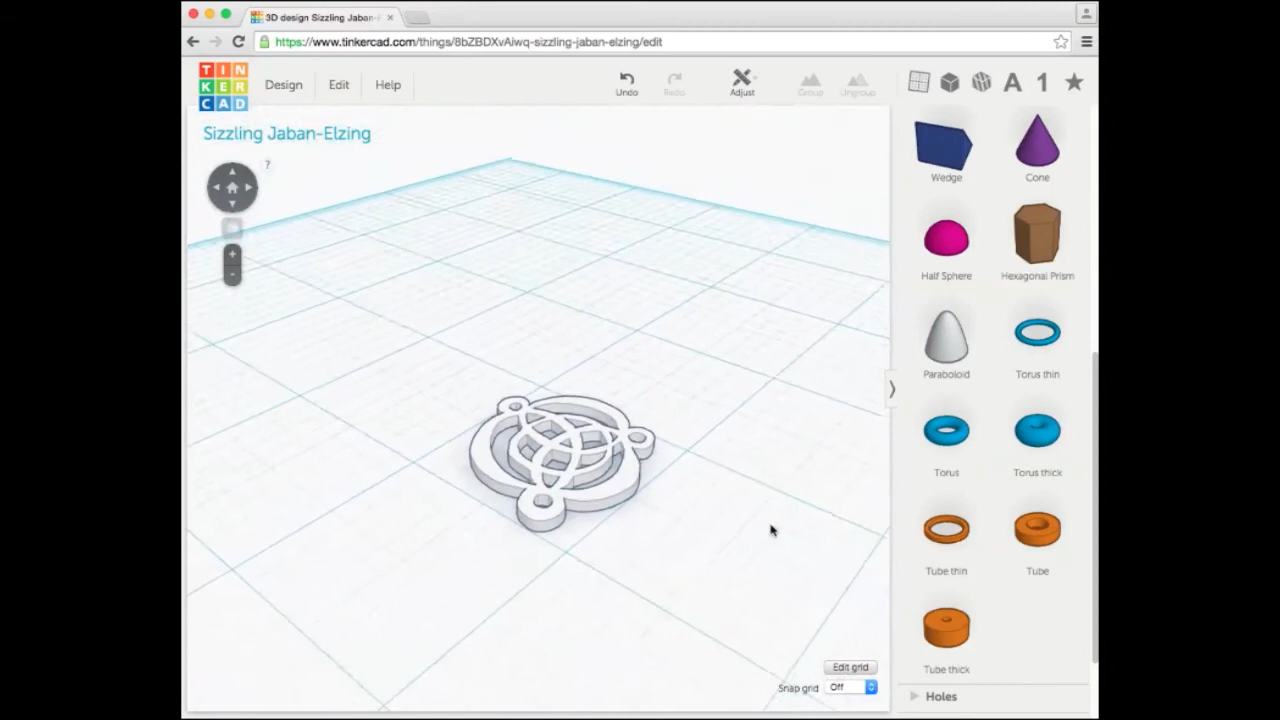 3D design Sizzling Jaban-
https://www.tinkercad.com/things/8bZBDXvAiwq-sizzling-jaban-elzing/edit
TIN
KER
CAD
Design
Edit
Help
Undo
Redo
Adjust
Group
Ungroup
A
1
Sizzling Jaban-Elzing
?
+
-
Wedge
Cone
Half Sphere
Hexagonal Prism
Paraboloid
Torus thin
Torus
Torus thick
Tube thin
Tube
Tube thick
Edit grid
Snap grid
Off
Holes